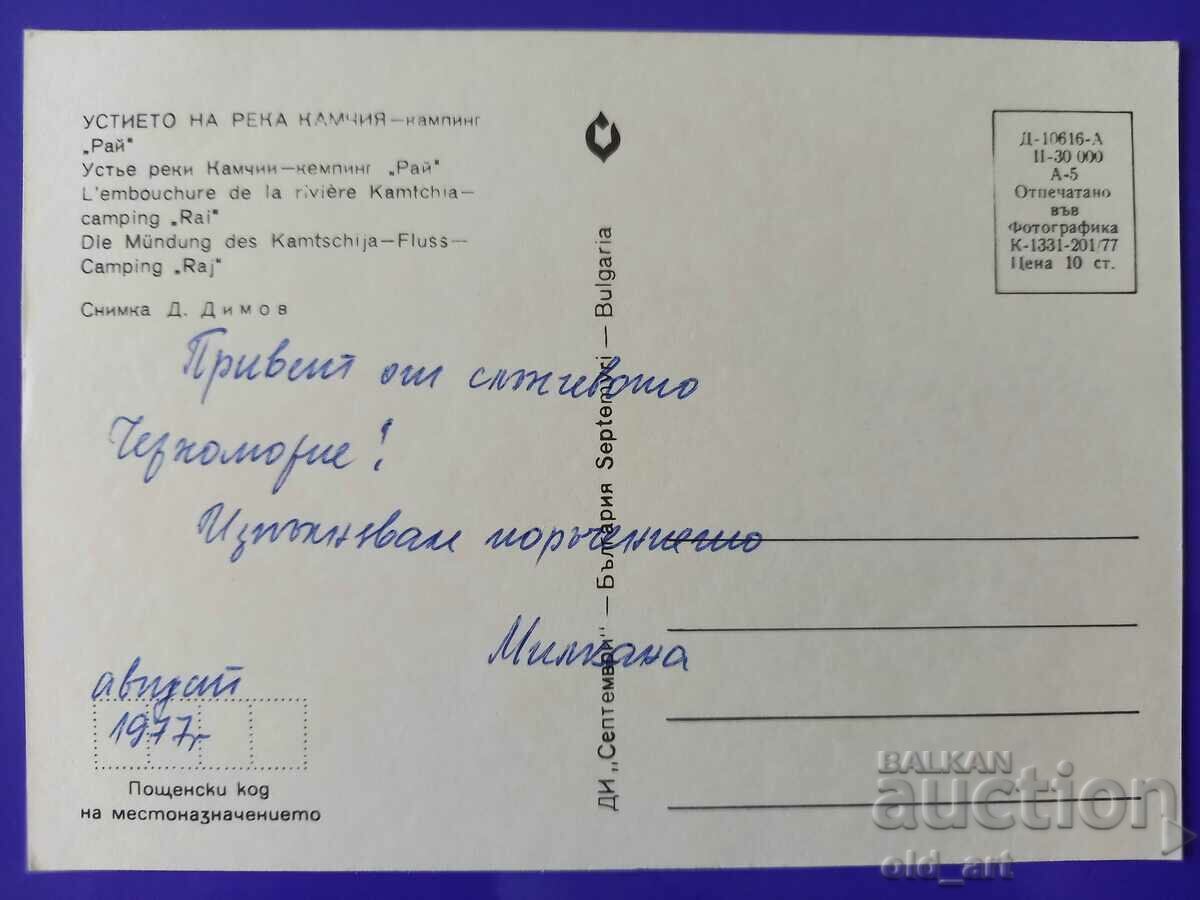 УСТИЕТО НА РЕКА КАМЧИЯ—кампинг
„Рай"
Устье реки Камчии—кемпинг „Рай"
L'embouchure de la rivière Kamtchia—
camping „Rai"
Die Mündung des Kamtschija—Fluss—
Camping „Raj"
Снимка Д. Димов
Привет от слънчевото
Черноморие!
Изпълнявам поръчението
Милвана
август
1977г
Пощенски код
на местоназначението
ДИ „Септември" — България Septemvri — Bulgaria
Д-10616-А
II-30 000
А-5
Отпечатано
във
Фотографика
К-1331-201/77
Цена 10 ст.
BALKAN
auction
old_art